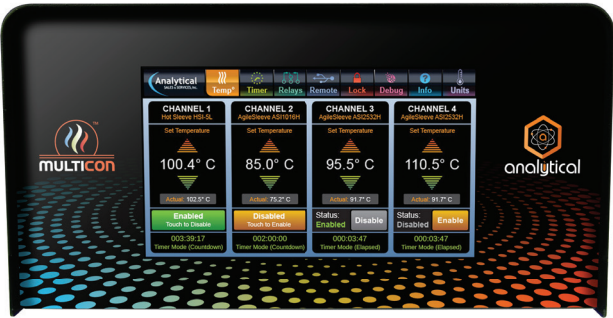 Analytical
SALES & SERVICES, INC.
Temp°
Timer
Relays
Remote
Lock
Debug
Info
Units
MULTICON
™
analytical
CHANNEL 1
Hot Sleeve HSI-5L
Set Temperature
100.4° C
Actual: 102.5° C
Enabled
Touch to Disable
003:39:17
Timer Mode (Countdown)
CHANNEL 2
AgileSleeve ASI1016H
Set Temperature
85.0° C
Actual: 75.2° C
Disabled
Touch to Enable
002:00:00
Timer Mode (Countdown)
CHANNEL 3
AgileSleeve ASI2532H
Set Temperature
95.5° C
Actual: 91.7° C
Status:
Enabled
Disable
000:03:47
Timer Mode (Elapsed)
CHANNEL 4
AgileSleeve ASI2532H
Set Temperature
110.5° C
Actual: 91.7° C
Status:
Disabled
Enable
000:03:47
Timer Mode (Elapsed)